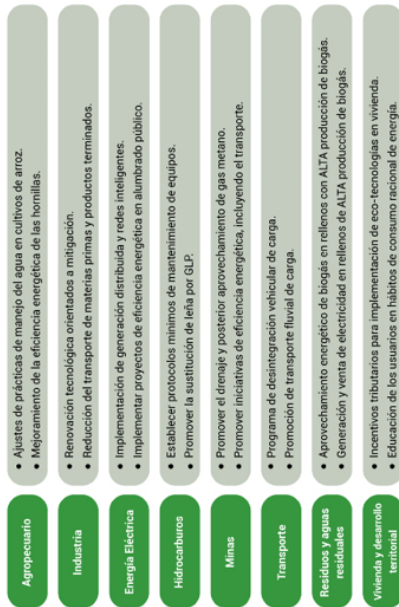 Agropecuario
• Ajustes de prácticas de manejo del agua en cultivos de arroz.
• Mejoramiento de la eficiencia energética de las hornillas.
Industria
• Renovación tecnológica orientados a mitigación.
• Reducción del transporte de materias primas y productos terminados.
Energía Eléctrica
• Implementación de generación distribuida y redes inteligentes.
• Implementar proyectos de eficiencia energética en alumbrado público.
Hidrocarburos
• Establecer protocolos mínimos de mantenimiento de equipos.
• Promover la sustitución de leña por GLP.
Minas
• Promover el drenaje y posterior aprovechamiento de gas metano.
• Promover iniciativas de eficiencia energética, incluyendo el transporte.
Transporte
• Programa de desintegración vehicular de carga.
• Promoción de transporte fluvial de carga.
Residuos y aguas
residuales
• Aprovechamiento energético de biogás en rellenos con ALTA producción de biogás.
• Generación y venta de electricidad en rellenos de ALTA producción de biogás.
Vivienda y desarrollo
territorial
• Incentivos tributarios para implementación de eco-tecnologías en vivienda.
• Educación de los usuarios en hábitos de consumo racional de energía.